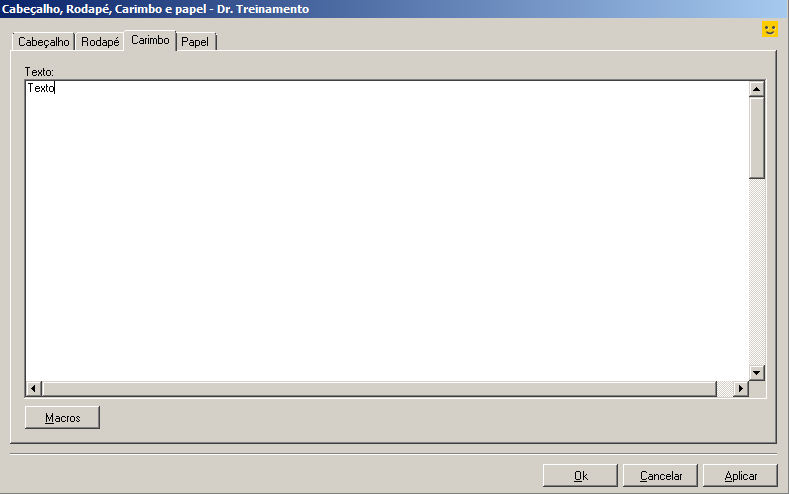 Cabeçalho, Rodapé, Carimbo e papel - Dr. Treinamento
Cabeçalho Rodapé Carimbo Papel
Texto:
Texto
Macros
Ok Cancelar Aplicar